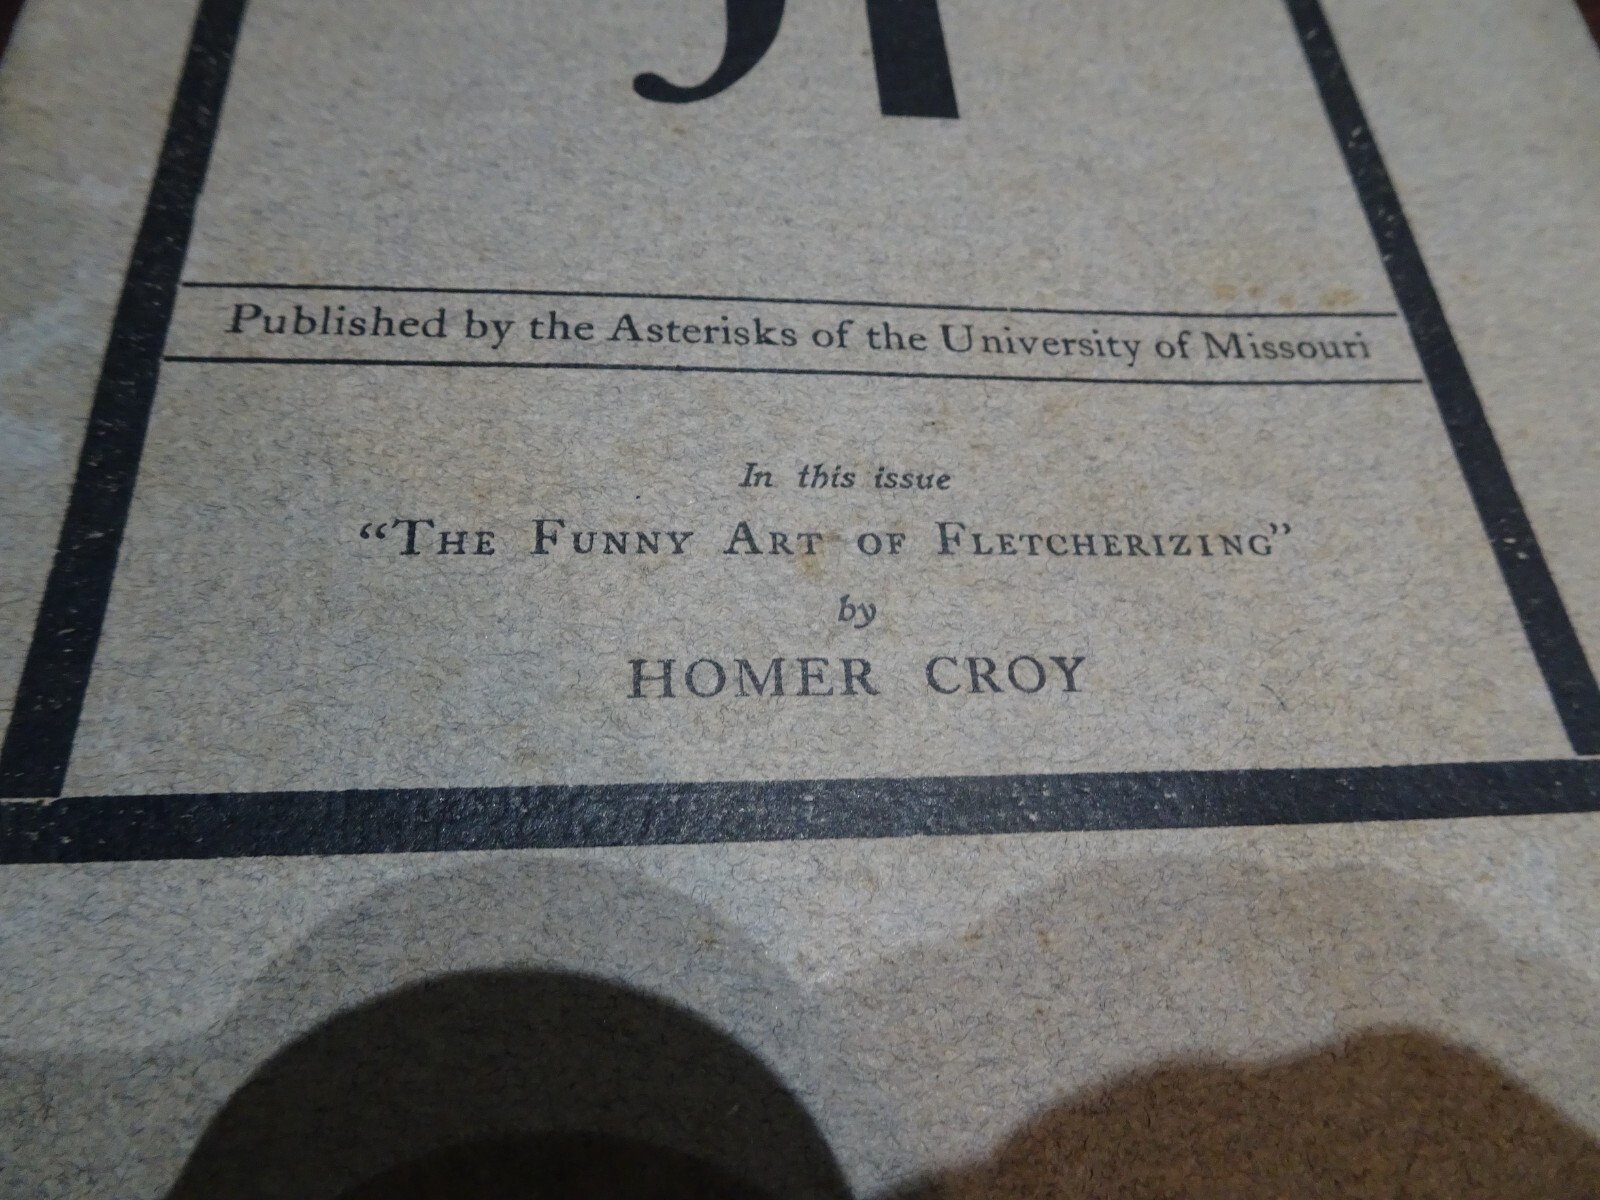 Published by the Asterisks of the University of Missouri
In this issue
“THE FUNNY ART OF FLETCHERIZING”
by
HOMER CROY